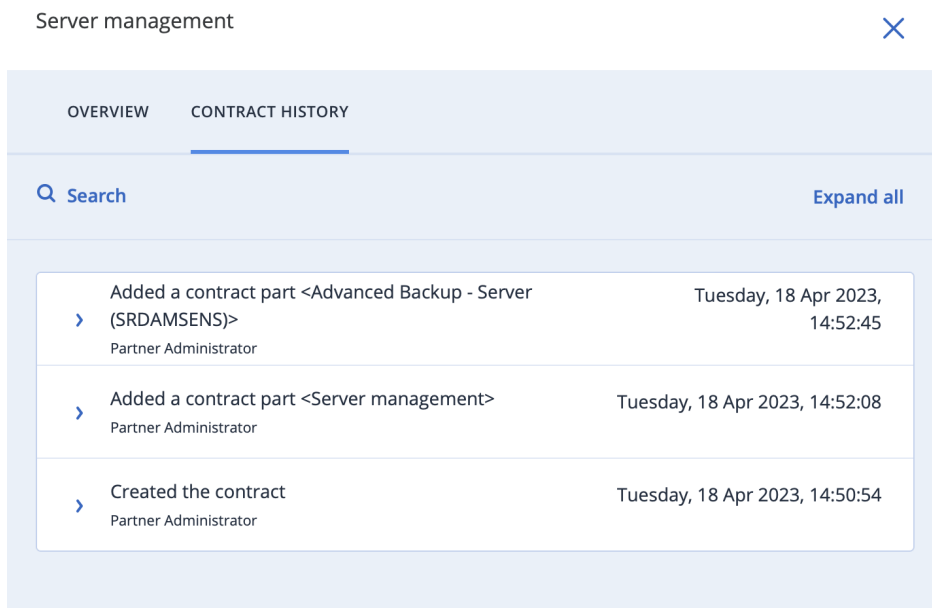 Server management
OVERVIEW
CONTRACT HISTORY
Search
Expand all
Added a contract part <Advanced Backup - Server
(SRDAMSENS)>
Partner Administrator
Tuesday, 18 Apr 2023,
14:52:45
Added a contract part <Server management>
Partner Administrator
Tuesday, 18 Apr 2023, 14:52:08
Created the contract
Partner Administrator
Tuesday, 18 Apr 2023, 14:50:54